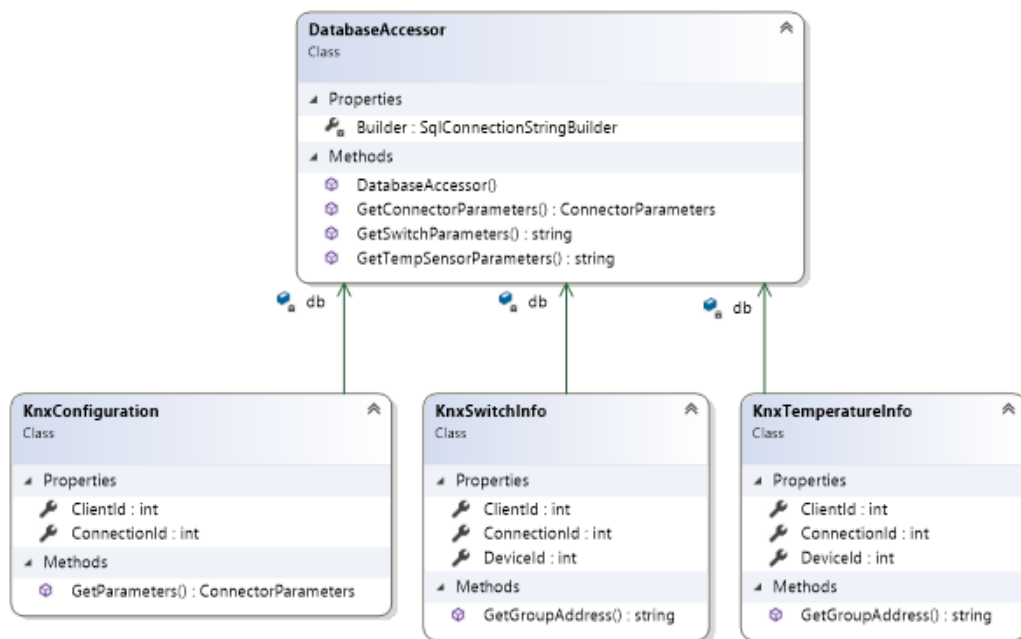 DatabaseAccessor
Class
Properties
Builder : SqlConnectionStringBuilder
Methods
DatabaseAccessor()
GetConnectorParameters() : ConnectorParameters
GetSwitchParameters() : string
GetTempSensorParameters() : string
db
db
db
KnxConfiguration
Class
Properties
ClientId : int
ConnectionId : int
Methods
GetParameters() : ConnectorParameters
KnxSwitchInfo
Class
Properties
ClientId : int
ConnectionId : int
DeviceId : int
Methods
GetGroupAddress() : string
KnxTemperatureInfo
Class
Properties
ClientId : int
ConnectionId : int
DeviceId : int
Methods
GetGroupAddress() : string